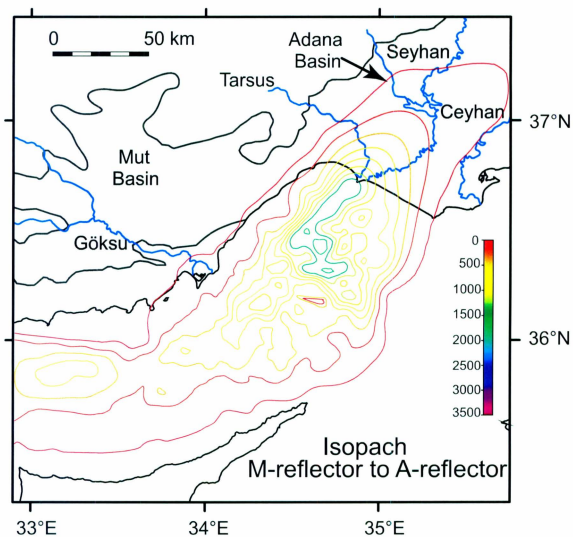 0 50 km
Adana
Basin
Seyhan
Tarsus
Ceyhan
37°N
Mut
Basin
Göksu
0
500
1000
1500
2000
2500
3000
3500
36°N
Isopach
M-reflector to A-reflector
33°E 34°E 35°E